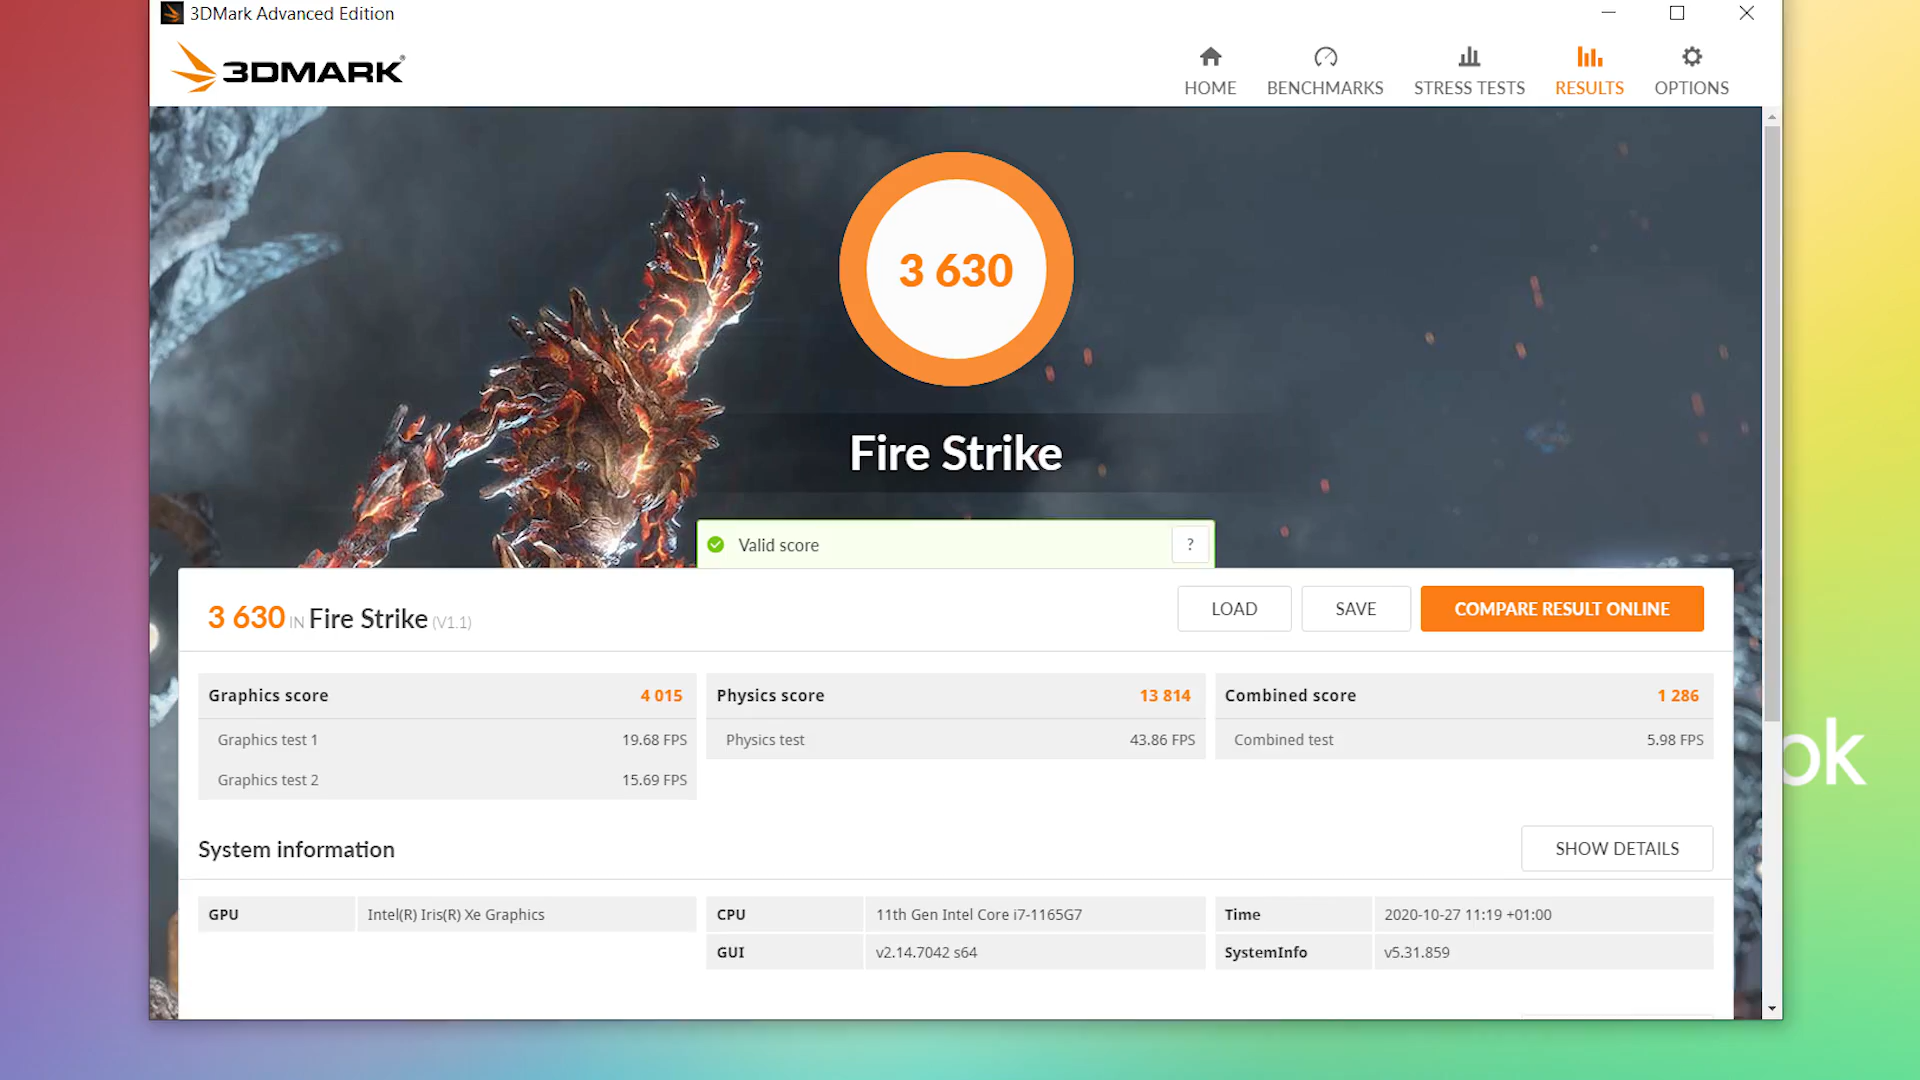 3DMark Advanced Edition
3DMARK®
HOME BENCHMARKS STRESS TESTS RESULTS OPTIONS
3 630
Fire Strike
Valid score ?
3 630 IN Fire Strike (V1.1)
LOAD SAVE COMPARE RESULT ONLINE
Graphics score 4 015
Graphics test 1 19.68 FPS
Graphics test 2 15.69 FPS
Physics score 13 814
Physics test 43.86 FPS
Combined score 1 286
Combined test 5.98 FPS
ok
System information
SHOW DETAILS
GPU Intel(R) Iris(R) Xe Graphics
CPU 11th Gen Intel Core i7-1165G7
GUI v2.14.7042 s64
Time 2020-10-27 11:19 +01:00
SystemInfo v5.31.859